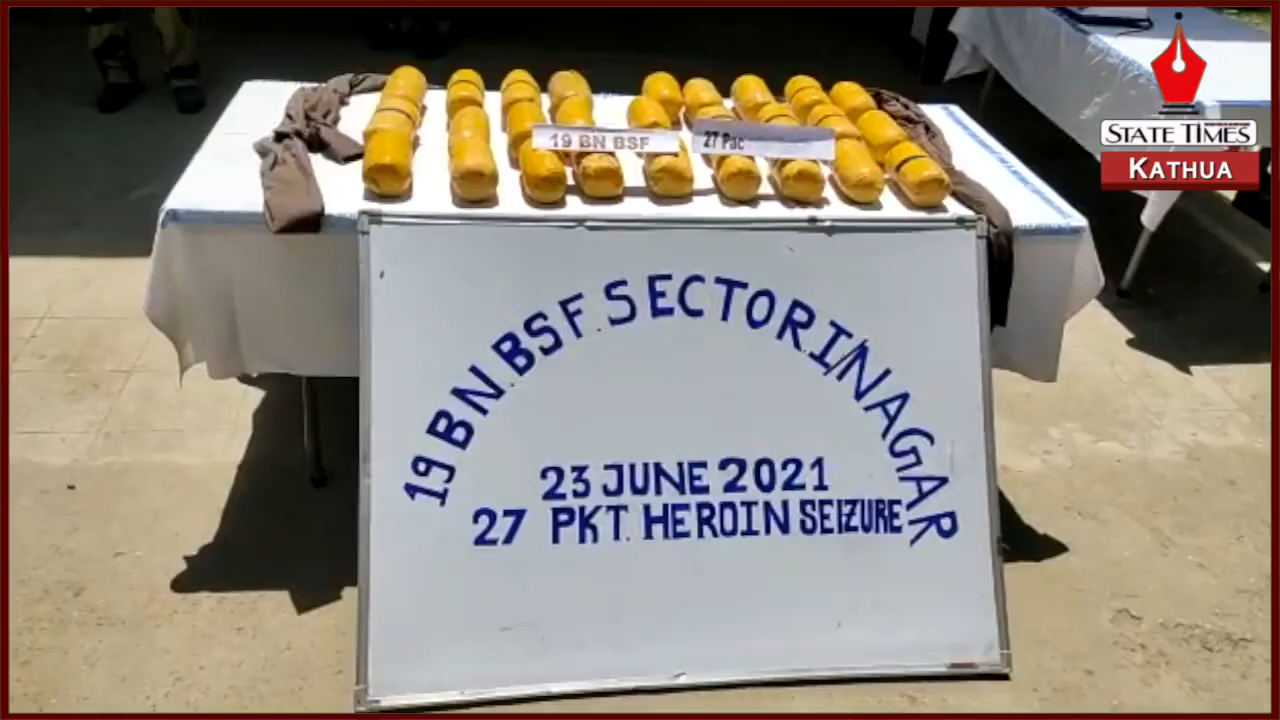 STATE TIMES
KATHUA
19 BN BSF
27 Pac
19 BN. BSF. SECTOR I/NAGAR
23 JUNE 2021
27 PKT. HEROIN SEIZURE